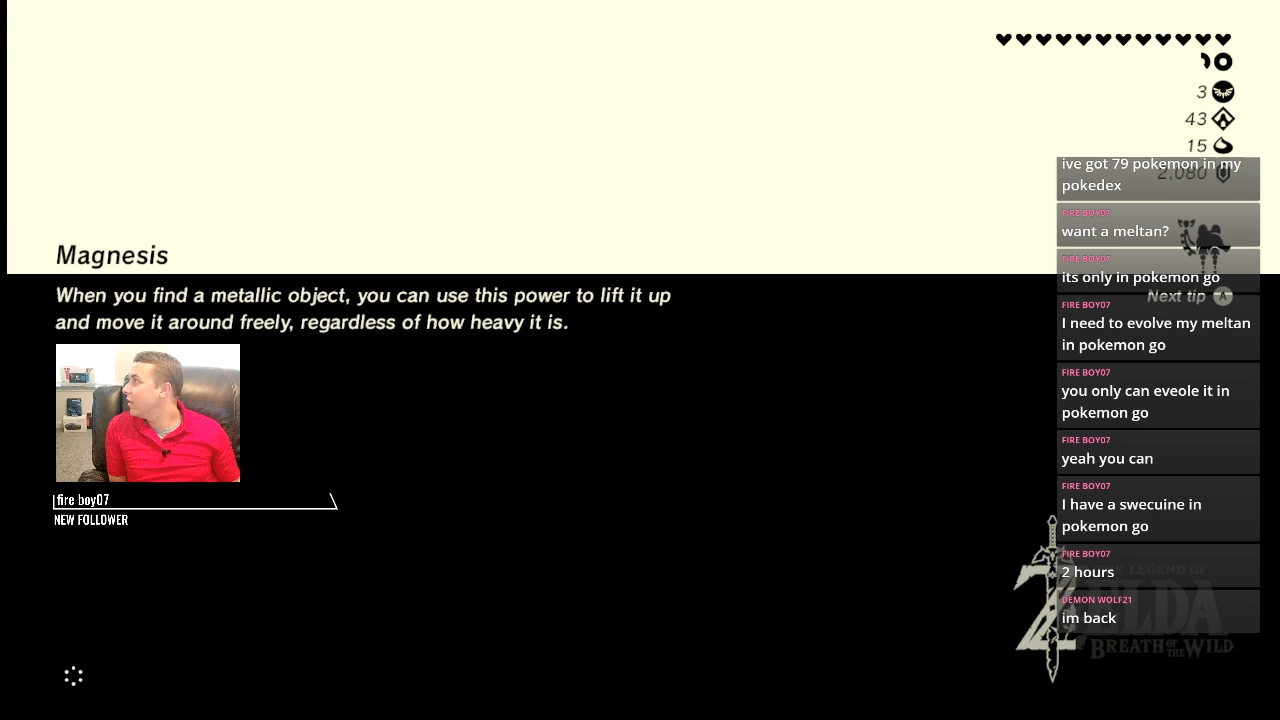 3
43
15
2,080
Magnesis
When you find a metallic object, you can use this power to lift it up
and move it around freely, regardless of how heavy it is.
Next tip A
fire boy07
NEW FOLLOWER
ive got 79 pokemon in my
pokedex
FIRE BOY07
want a meltan?
FIRE BOY07
its only in pokemon go
FIRE BOY07
I need to evolve my meltan
in pokemon go
FIRE BOY07
you only can eveole it in
pokemon go
FIRE BOY07
yeah you can
FIRE BOY07
I have a swecuine in
pokemon go
FIRE BOY07
2 hours
DEMON WOLF21
im back
THE LEGEND OF
ZELDA
BREATH OF THE WILD